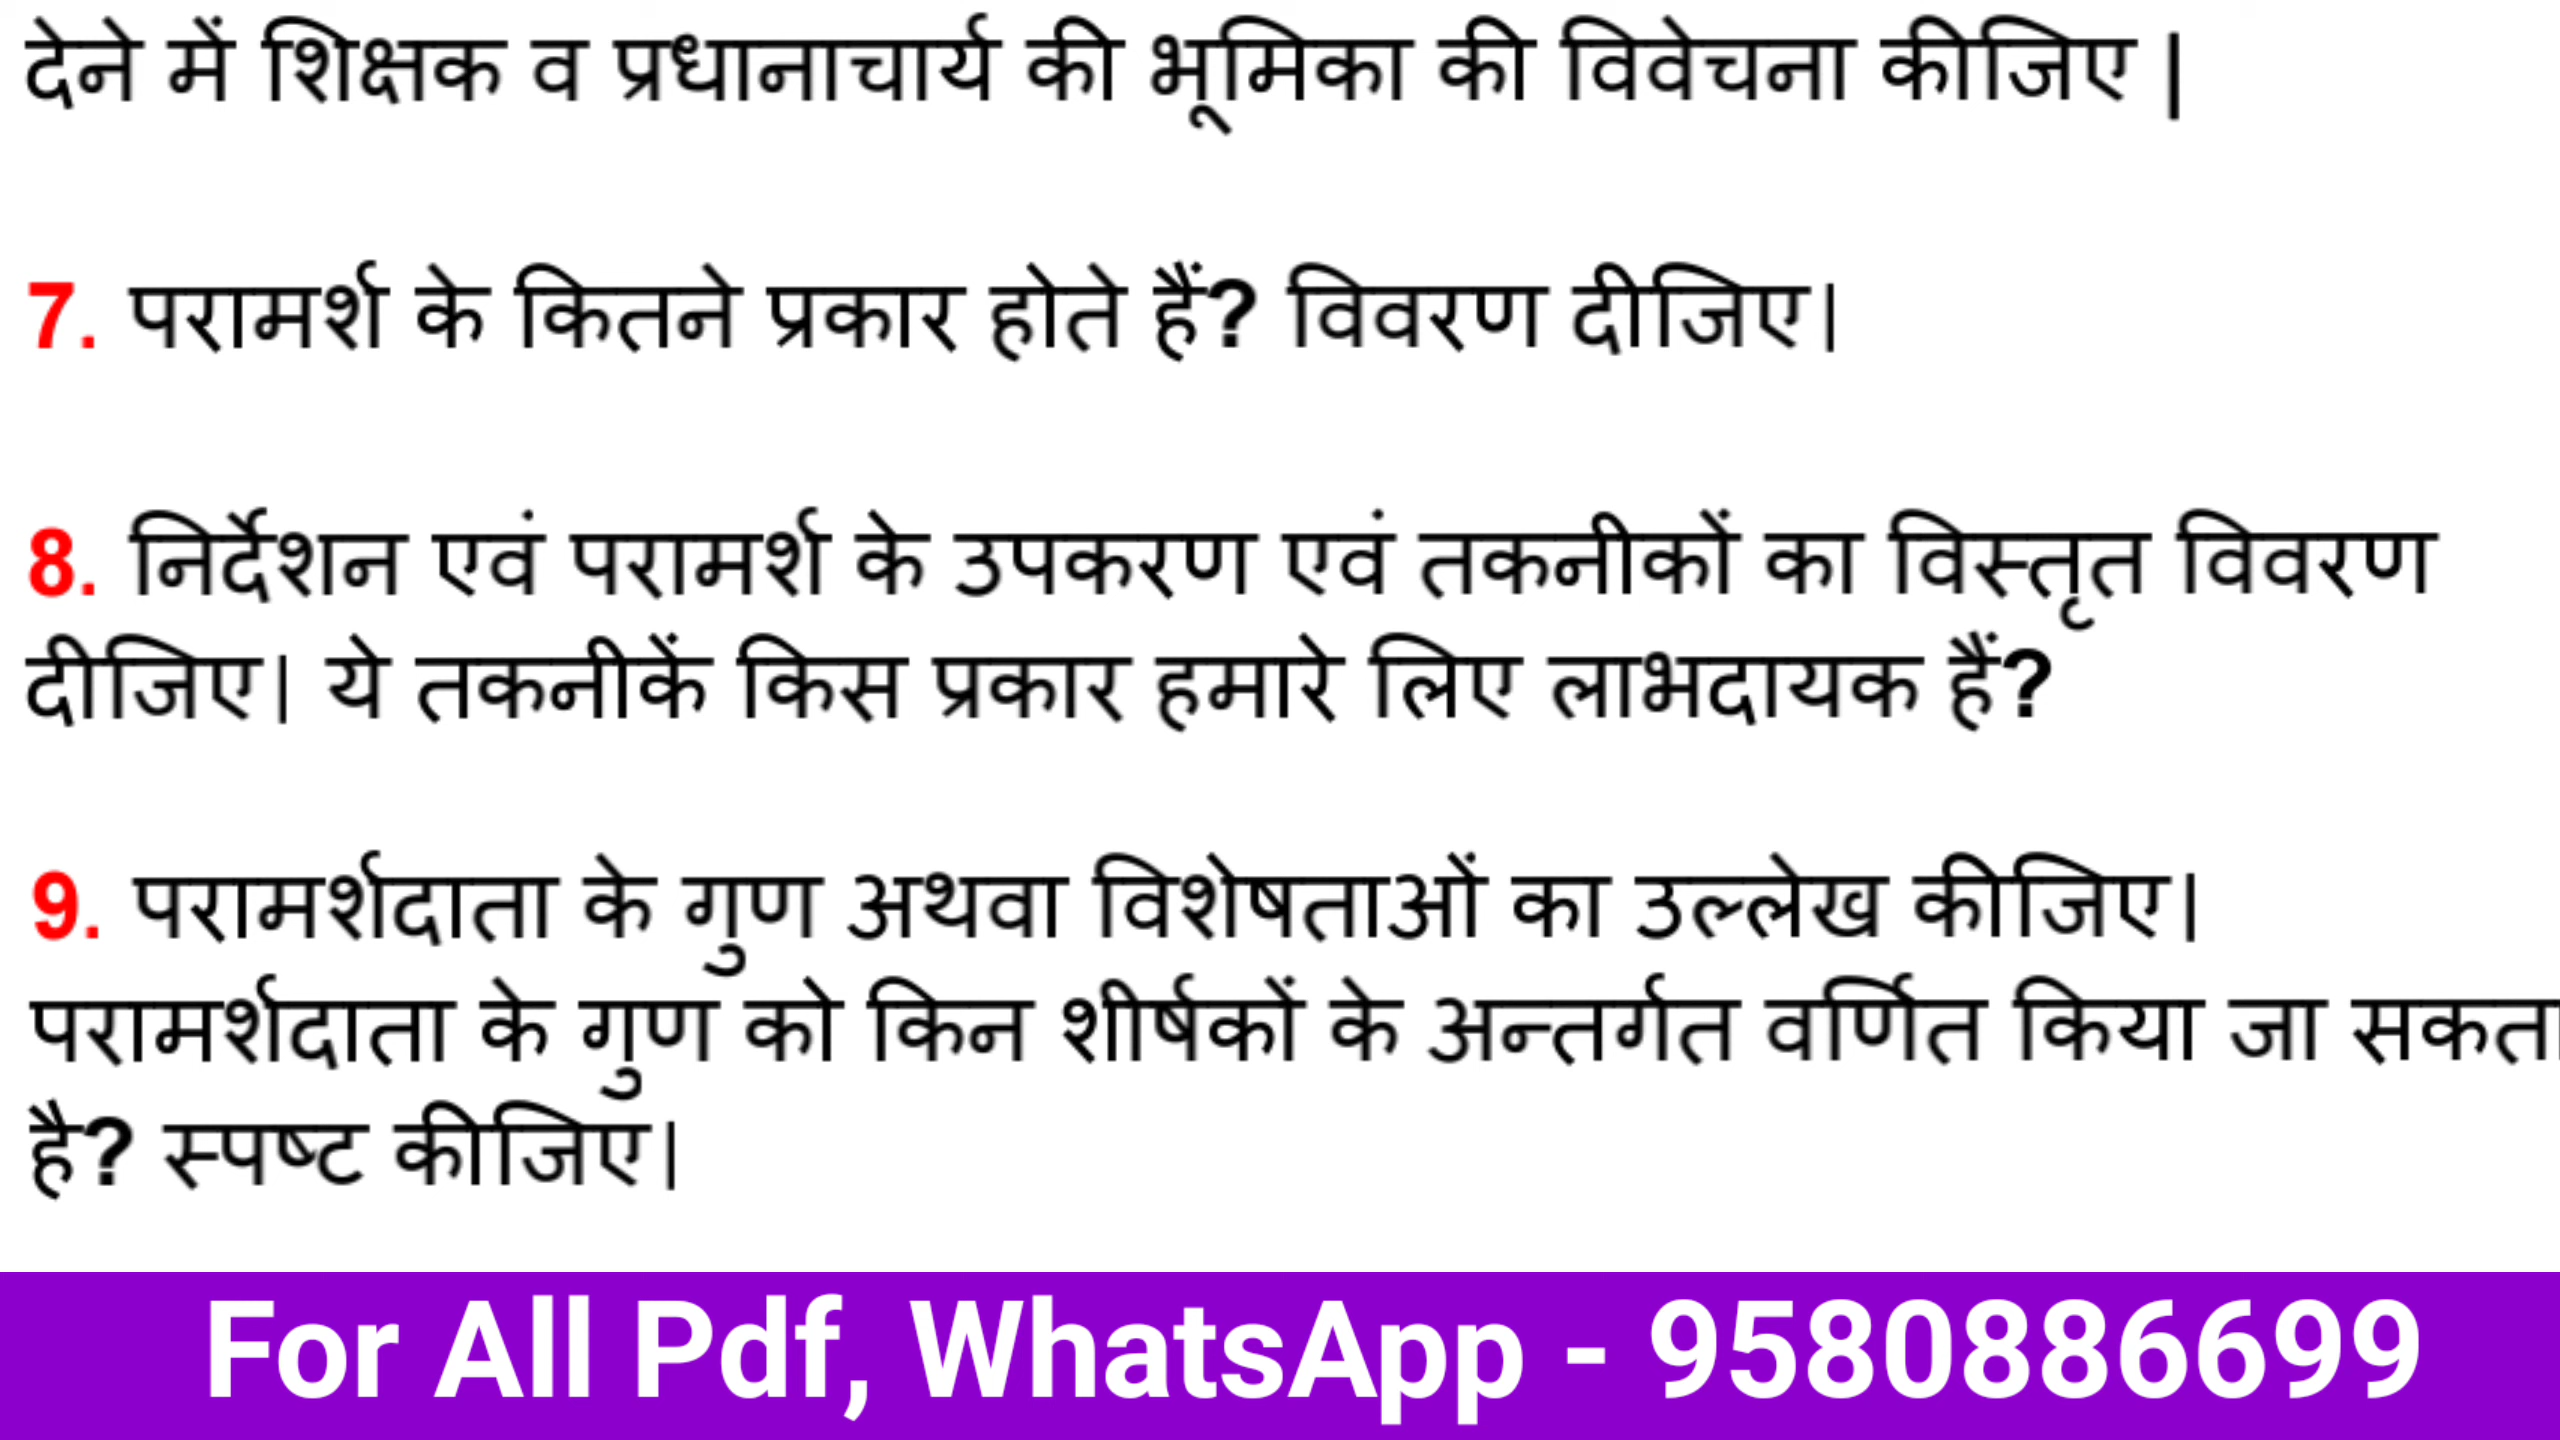 देने में शिक्षक व प्रधानाचार्य की भूमिका की विवेचना कीजिए |
7. परामर्श के कितने प्रकार होते हैं? विवरण दीजिए।
8. निर्देशन एवं परामर्श के उपकरण एवं तकनीकों का विस्तृत विवरण
दीजिए। ये तकनीकें किस प्रकार हमारे लिए लाभदायक हैं?
9. परामर्शदाता के गुण अथवा विशेषताओं का उल्लेख कीजिए।
परामर्शदाता के गुण को किन शीर्षकों के अन्तर्गत वर्णित किया जा सकता
है? स्पष्ट कीजिए।
For All Pdf, WhatsApp - 9580886699